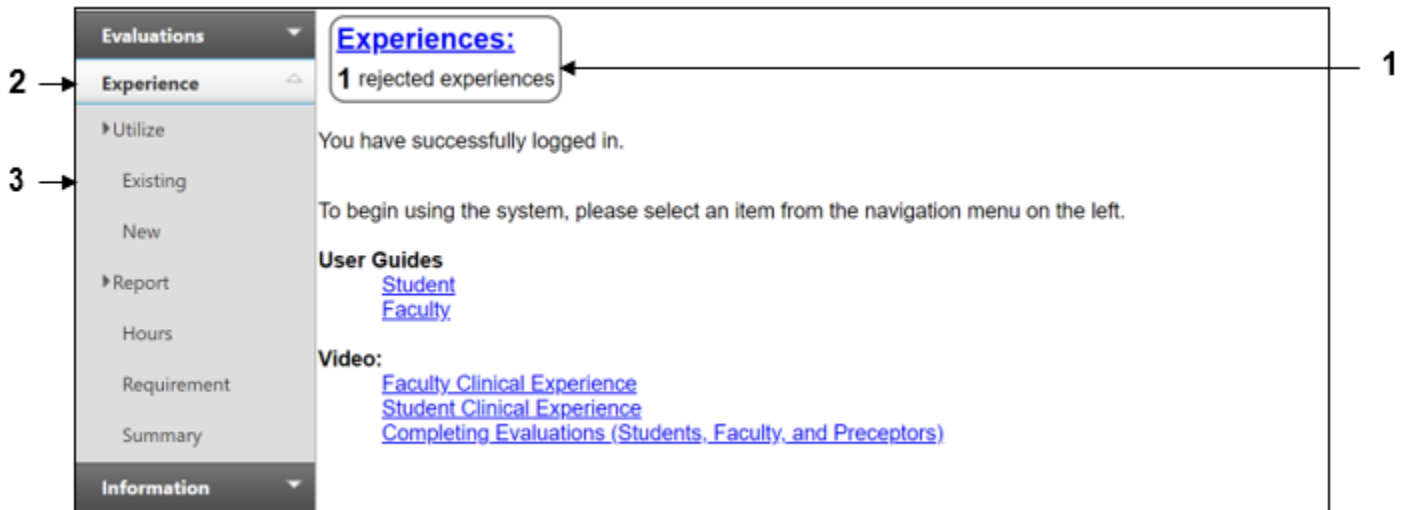 Evaluations
Experiences:
1 rejected experiences
1
2
Experience
Utilize
You have successfully logged in.
3
Existing
To begin using the system, please select an item from the navigation menu on the left.
New
User Guides
Student
Report
Faculty
Hours
Video:
Requirement
Faculty Clinical Experience
Student Clinical Experience
Summary
Completing Evaluations (Students, Faculty, and Preceptors)
Information